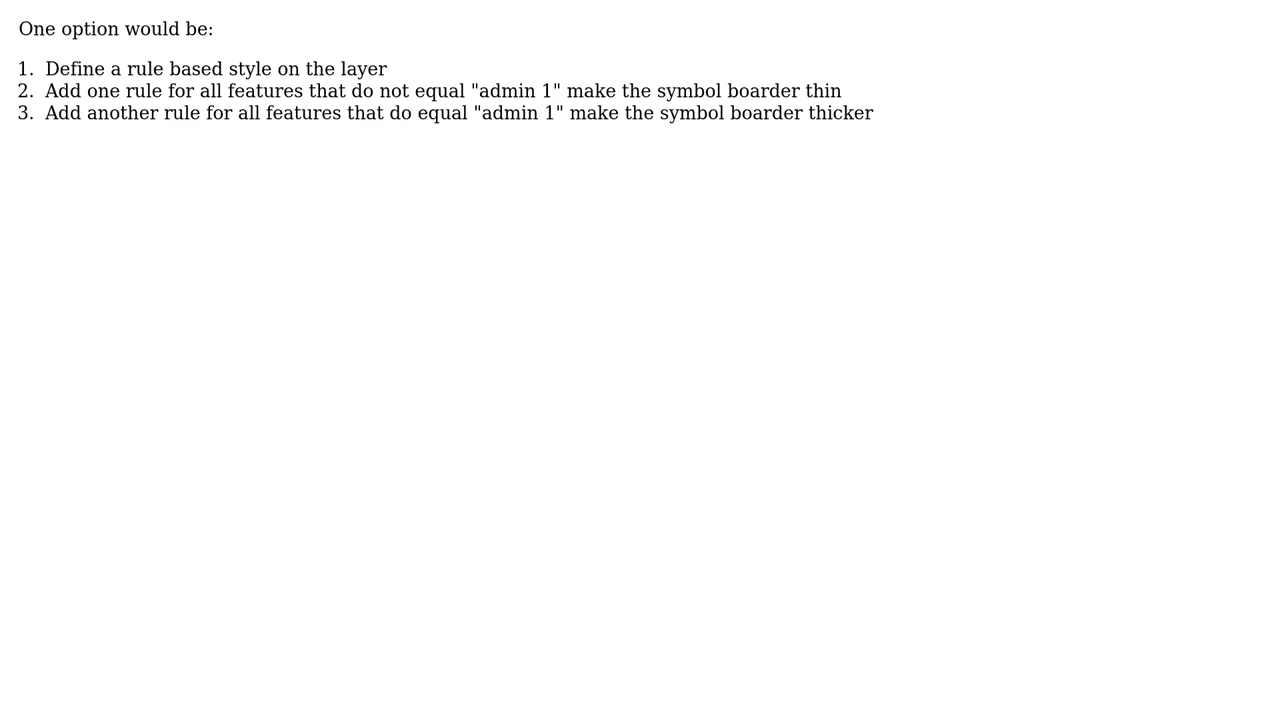 One option would be:
1. Define a rule based style on the layer
2. Add one rule for all features that do not equal "admin 1" make the symbol boarder thin
3. Add another rule for all features that do equal "admin 1" make the symbol boarder thicker